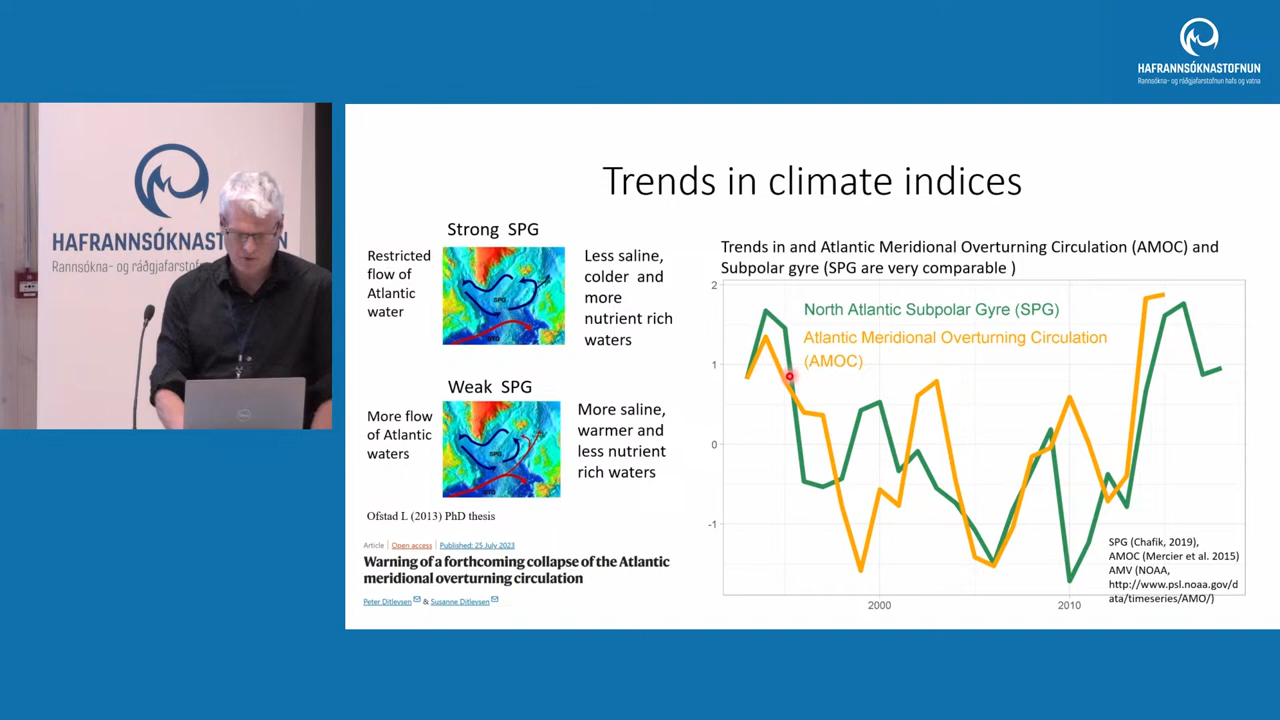 HAFRANNSÓKNASTOFNUN
Rannsókna- og ráðgjafarstofnun hafs og vatna
HAFRANNSÓKNAST
UN
Rannsókna- og ráðgjafarstof
Trends in climate indices
Strong SPG
Restricted
flow of
Atlantic
water
SPG
Less saline,
colder and
more
nutrient rich
waters
Weak SPG
More flow
of Atlantic
waters
SPG
More saline,
warmer and
less nutrient
rich waters
Ofstad L (2013) PhD thesis
Article | Open access | Published: 25 July 2023
Warning of a forthcoming collapse of the Atlantic
meridional overturning circulation
Peter Ditlevsen & Susanne Ditlevsen
Trends in and Atlantic Meridional Overturning Circulation (AMOC) and
Subpolar gyre (SPG are very comparable )
North Atlantic Subpolar Gyre (SPG)
Atlantic Meridional Overturning Circulation
(AMOC)
2
1
0
-1
2000
2010
SPG (Chafik, 2019),
AMOC (Mercier et al. 2015)
AMV (NOAA,
http://www.psl.noaa.gov/d
ata/timeseries/AMO/)